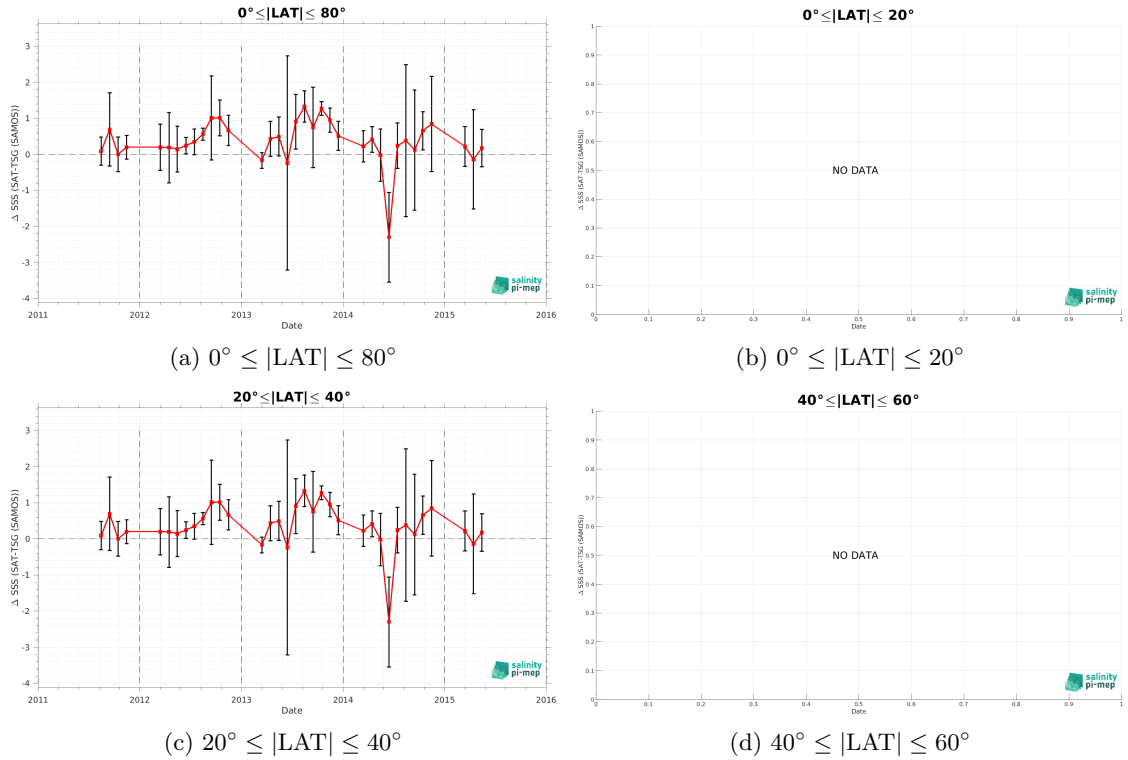 0°≤|LAT|≤ 80°
3
2
1
0
-1
-2
-3
-4
Δ SSS (SAT-TSG (SAMOS))
2011
2012
2013
2014
2015
2016
Date
salinity
pi-mep
(a) 0° ≤ |LAT| ≤ 80°
0°≤|LAT|≤ 20°
1
0.9
0.8
0.7
0.6
0.5
0.4
0.3
0.2
0.1
0
Δ SSS (SAT-TSG (SAMOS))
NO DATA
0
0.1
0.2
0.3
0.4
0.5
0.6
0.7
0.8
0.9
1
Date
salinity
pi-mep
(b) 0° ≤ |LAT| ≤ 20°
20°≤|LAT|≤ 40°
3
2
1
0
-1
-2
-3
-4
Δ SSS (SAT-TSG (SAMOS))
2011
2012
2013
2014
2015
2016
Date
salinity
pi-mep
(c) 20° ≤ |LAT| ≤ 40°
40°≤|LAT|≤ 60°
1
0.9
0.8
0.7
0.6
0.5
0.4
0.3
0.2
0.1
0
Δ SSS (SAT-TSG (SAMOS))
NO DATA
0
0.1
0.2
0.3
0.4
0.5
0.6
0.7
0.8
0.9
1
Date
salinity
pi-mep
(d) 40° ≤ |LAT| ≤ 60°